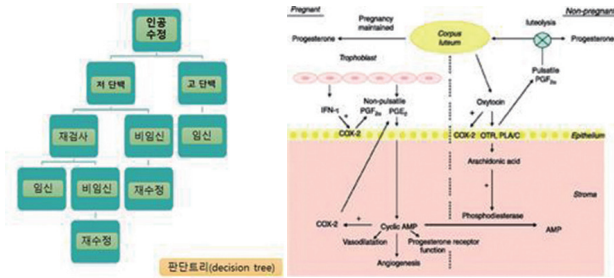 인공
수정
저 단백
고 단백
재검사
비임신
임신
임신
비임신
재수정
재수정
판단트리(decision tree)
Pregnant
Non-pregnant
Pregnancy
maintained
luteolysis
Progesterone
Corpus
luteum
Progesterone
Trophoblast
Pulsatile
PGF2α
IFN-τ
+
Non-pulsatile
PGF2α
PGE2
COX-2
Oxytocin
+
COX-2
OTR, PLA/C
Epithelium
Arachidonic acid
+
Stroma
Phosphodiesterase
COX-2
+
Cyclic AMP
AMP
Vasodilatation
Progesterone receptor
function
Angiogenesis